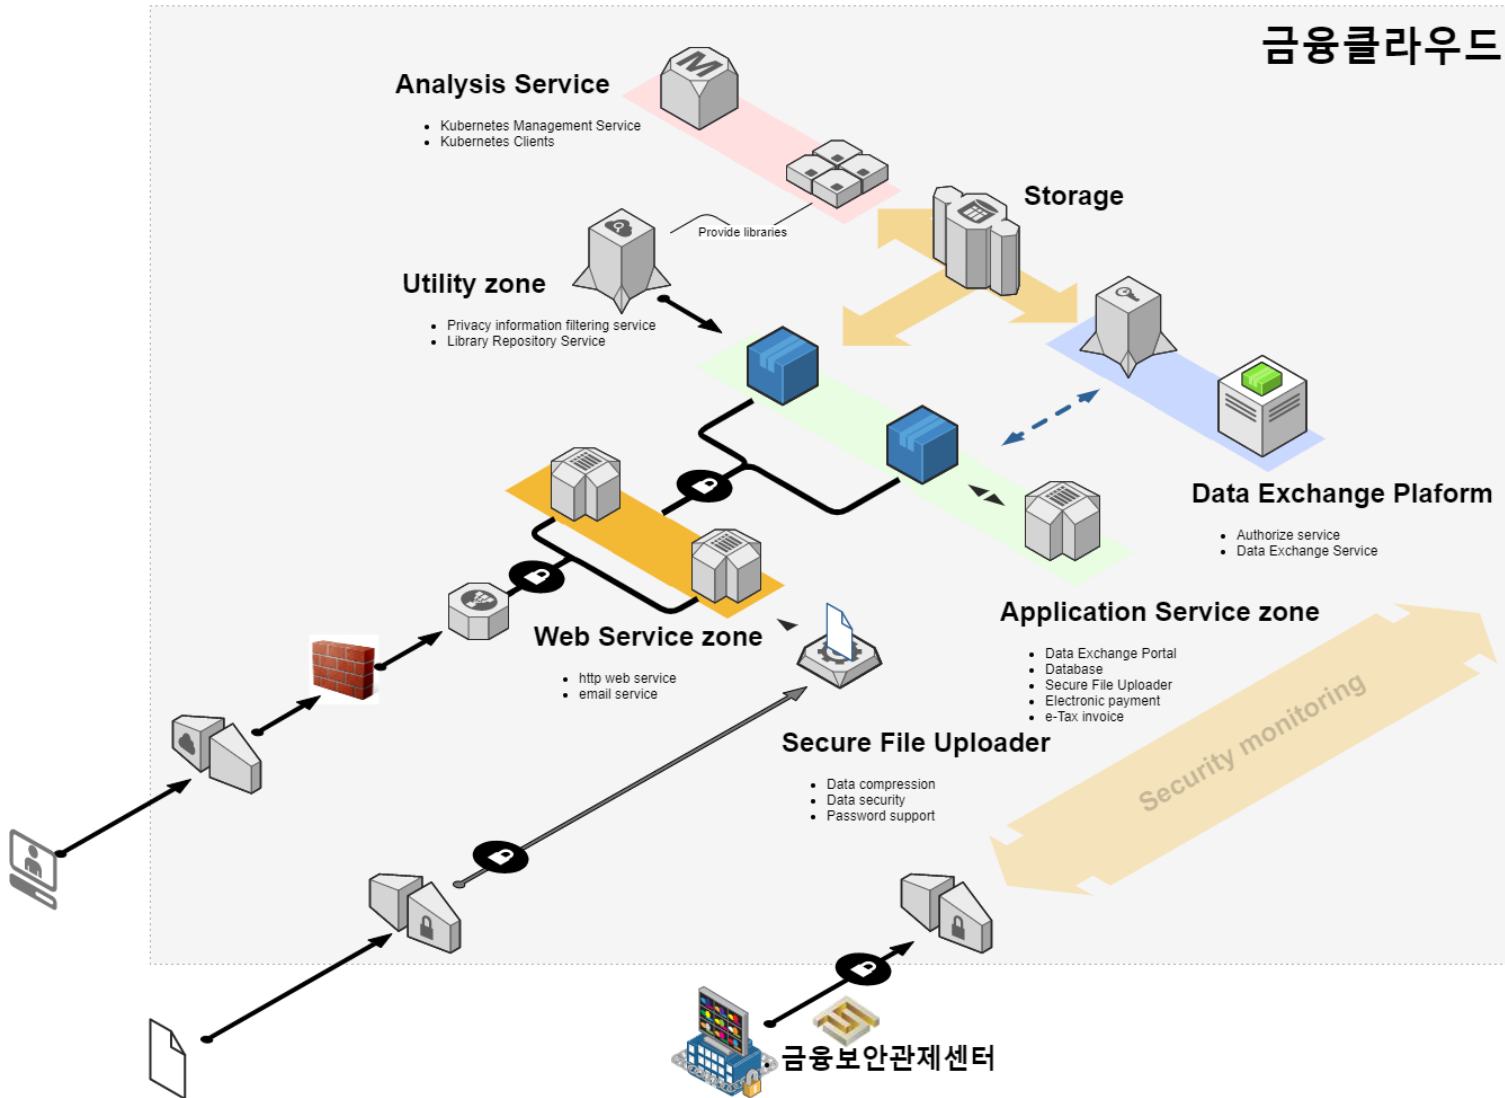 금융클라우드
Analysis Service
Kubernetes Management Service
Kubernetes Clients
Storage
Provide libraries
Utility zone
Privacy information filtering service
Library Repository Service
Data Exchange Plaform
Authorize service
Data Exchange Service
Application Service zone
Data Exchange Portal
Database
Secure File Uploader
Electronic payment
e-Tax invoice
Web Service zone
http web service
email service
Secure File Uploader
Data compression
Data security
Password support
Security monitoring
금융보안관제센터
M